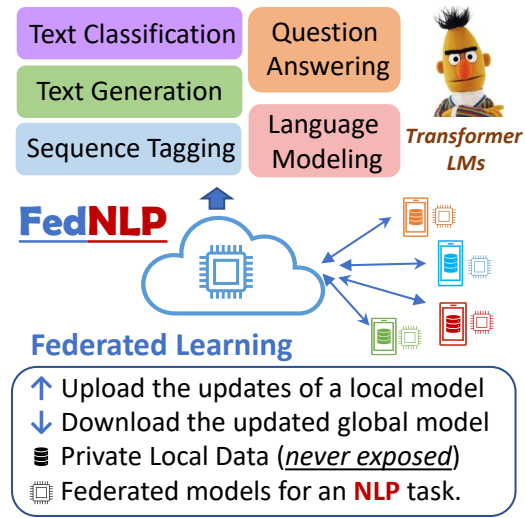 Text Classification
Question
Answering
Text Generation
Sequence Tagging
Language
Modeling
Transformer
LMs
FedNLP
Federated Learning
↑ Upload the updates of a local model
↓ Download the updated global model
Private Local Data (never exposed)
Federated models for an NLP task.